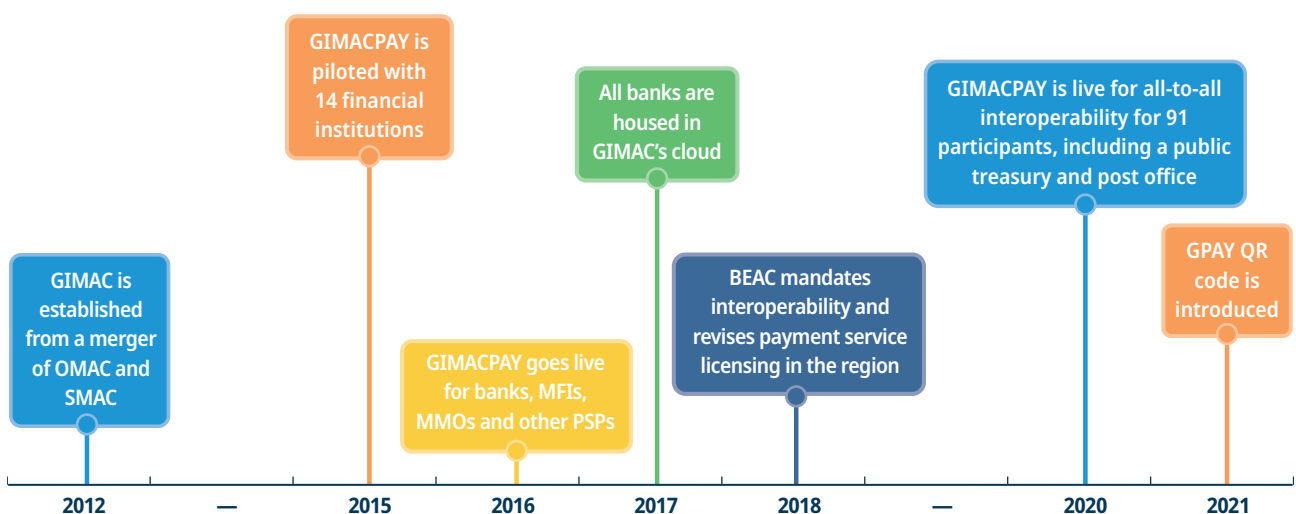 GIMAC is
established
from a merger
of OMAC and
SMAC
GIMACPAY is
piloted with
14 financial
institutions
GIMACPAY goes live
for banks, MFIs,
MMOs and other PSPs
All banks are
housed in
GIMAC’s cloud
BEAC mandates
interoperability and
revises payment service
licensing in the region
GIMACPAY is live for all-to-all
interoperability for 91
participants, including a public
treasury and post office
GPAY QR
code is
introduced
2012 — 2015 2016 2017 2018 — 2020 2021